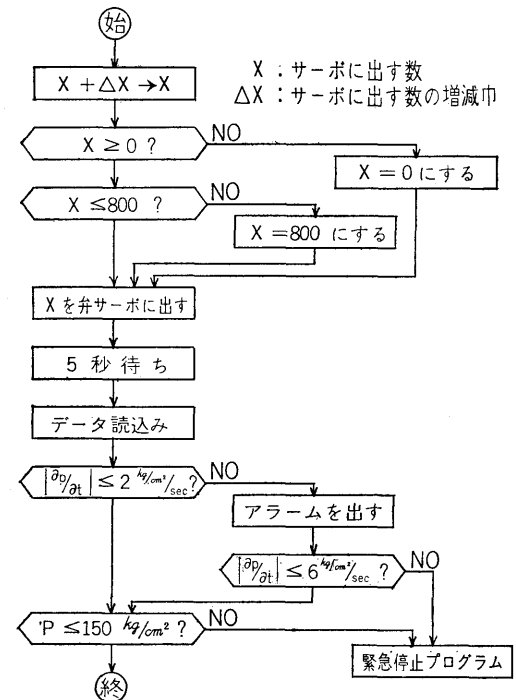 始
X + △X → X
X : サーボに出す数
△X : サーボに出す数の増減巾
X ≥ 0 ?
NO
X = 0 にする
X ≤800 ?
NO
X =800 にする
X を弁サーボに出す
5 秒待ち
データ読込み
|∂p/∂t| ≤ 2 kg/cm²/sec ?
NO
アラームを出す
|∂p/∂t| ≤ 6 kg/cm²/sec ?
NO
P ≤150 kg/cm² ?
NO
緊急停止プログラム
終